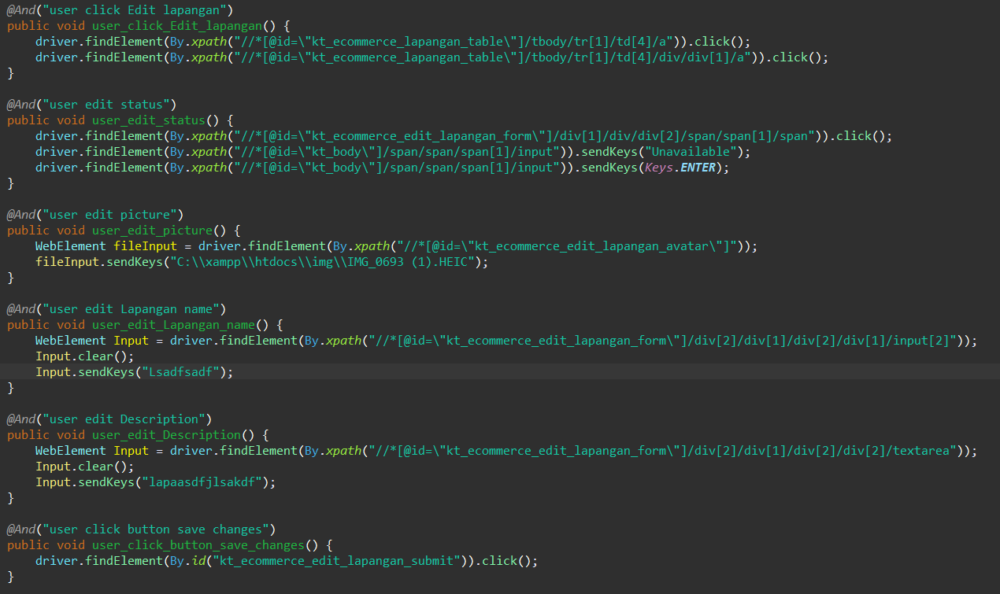 @And("user click Edit lapangan")
public void user_click_Edit_lapangan() {
    driver.findElement(By.xpath("//*[@id=\"kt_ecommerce_lapangan_table\"]/tbody/tr[1]/td[4]/a")).click();
    driver.findElement(By.xpath("//*[@id=\"kt_ecommerce_lapangan_table\"]/tbody/tr[1]/td[4]/div/div[1]/a")).click();
}

@And("user edit status")
public void user_edit_status() {
    driver.findElement(By.xpath("//*[@id=\"kt_ecommerce_edit_lapangan_form\"]/div[1]/div/div[2]/span/span[1]/span")).click();
    driver.findElement(By.xpath("//*[@id=\"kt_body\"]/span/span/span[1]/input")).sendKeys("Unavailable");
    driver.findElement(By.xpath("//*[@id=\"kt_body\"]/span/span/span[1]/input")).sendKeys(Keys.ENTER);
}

@And("user edit picture")
public void user_edit_picture() {
    WebElement fileInput = driver.findElement(By.xpath("//*[@id=\"kt_ecommerce_edit_lapangan_avatar\"]"));
    fileInput.sendKeys("C:\\xampp\\htdocs\\img\\IMG_0693 (1).HEIC");
}

@And("user edit Lapangan name")
public void user_edit_Lapangan_name() {
    WebElement Input = driver.findElement(By.xpath("//*[@id=\"kt_ecommerce_edit_lapangan_form\"]/div[2]/div[1]/div[2]/div[1]/input[2]"));
    Input.clear();
    Input.sendKeys("Lsadfsadf");
}

@And("user edit Description")
public void user_edit_Description() {
    WebElement Input = driver.findElement(By.xpath("//*[@id=\"kt_ecommerce_edit_lapangan_form\"]/div[2]/div[1]/div[2]/div[2]/textarea"));
    Input.clear();
    Input.sendKeys("lapaasdfjlsakdf");
}

@And("user click button save changes")
public void user_click_button_save_changes() {
    driver.findElement(By.id("kt_ecommerce_edit_lapangan_submit")).click();
}